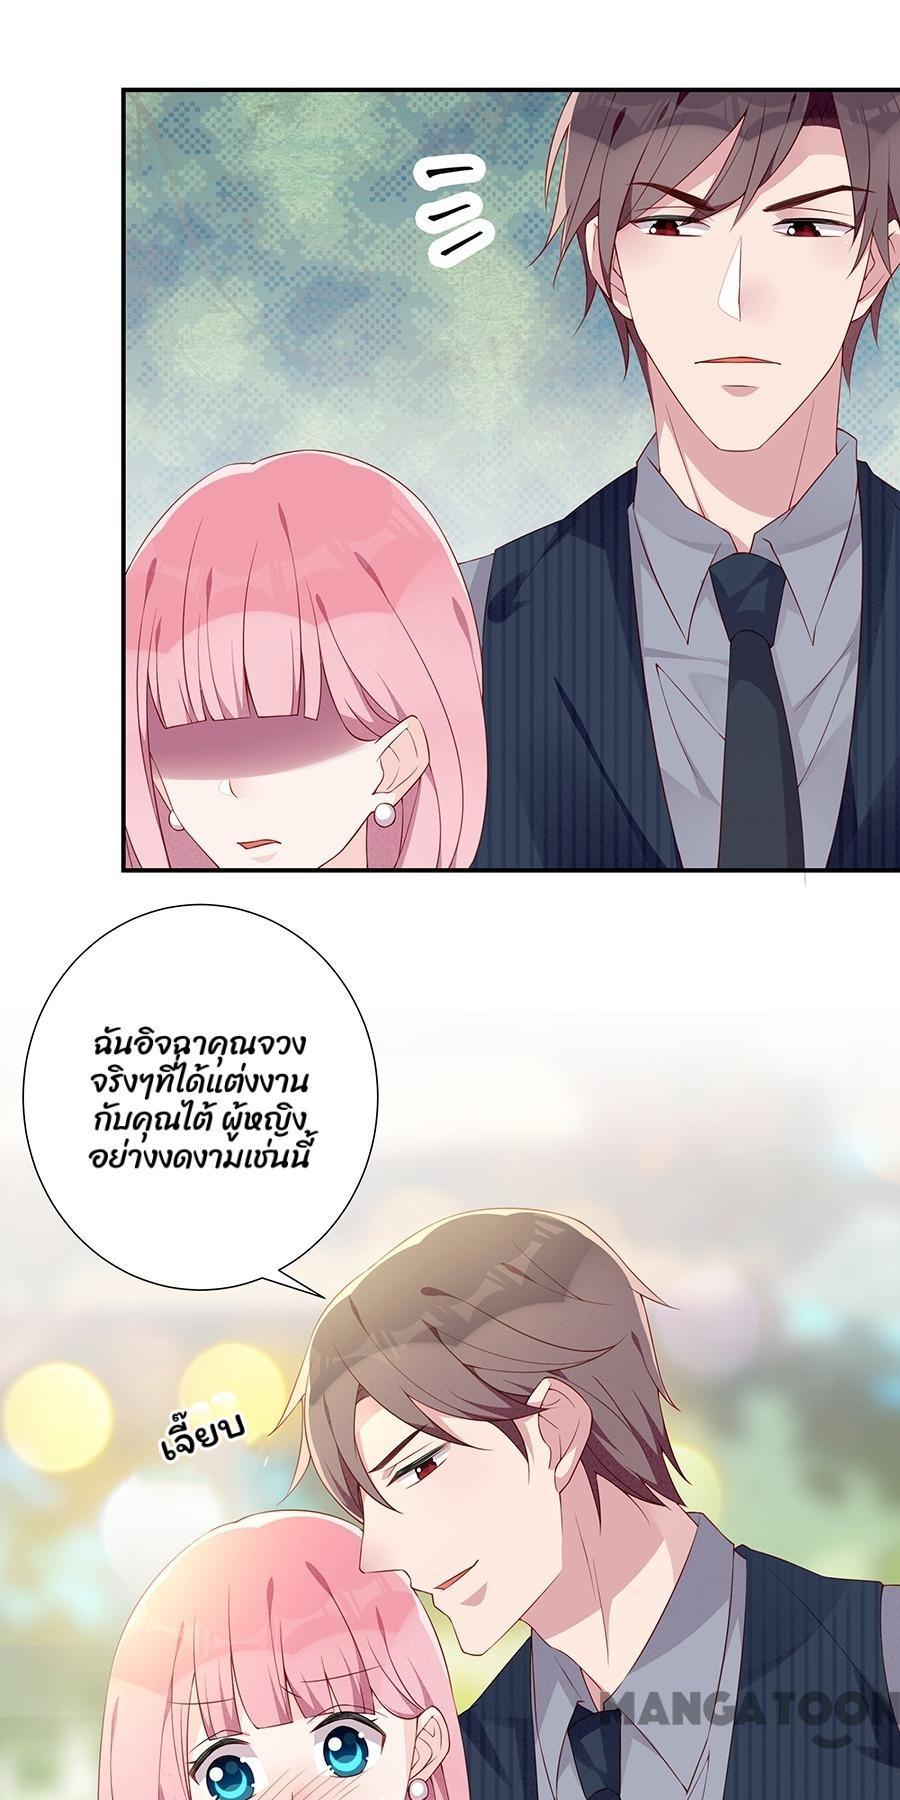 ฉันอิจฉาคุณจวง
จริงๆที่ได้แต่งงาน
กับคุณไต้ ผู้หญิง
อย่างงดงามเช่นนี้
เจี๊ยบ
MANGATOON